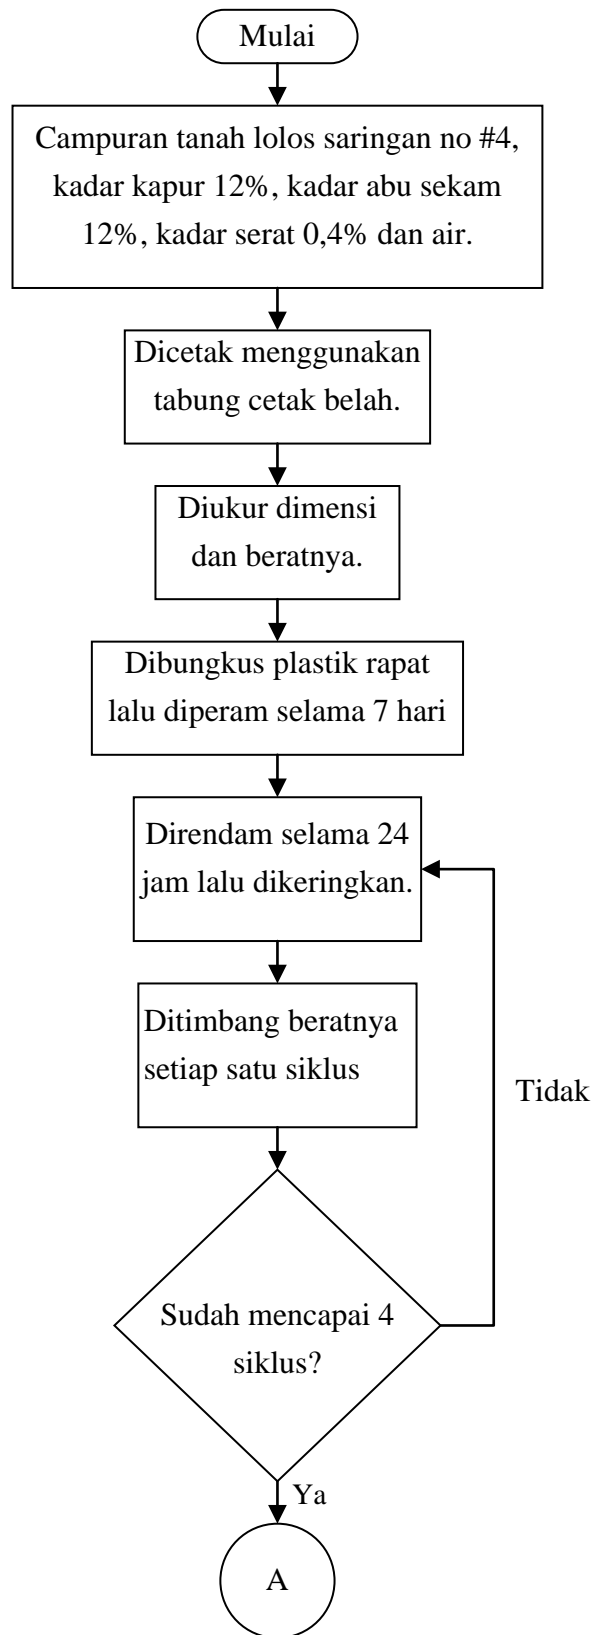 Mulai
Campuran tanah lolos saringan no #4,
kadar kapur 12%, kadar abu sekam
12%, kadar serat 0,4% dan air.
Dicetak menggunakan
tabung cetak belah.
Diukur dimensi
dan beratnya.
Dibungkus plastik rapat
lalu diperam selama 7 hari
Direndam selama 24
jam lalu dikeringkan.
Ditimbang beratnya
setiap satu siklus
Tidak
Sudah mencapai 4
siklus?
Ya
A